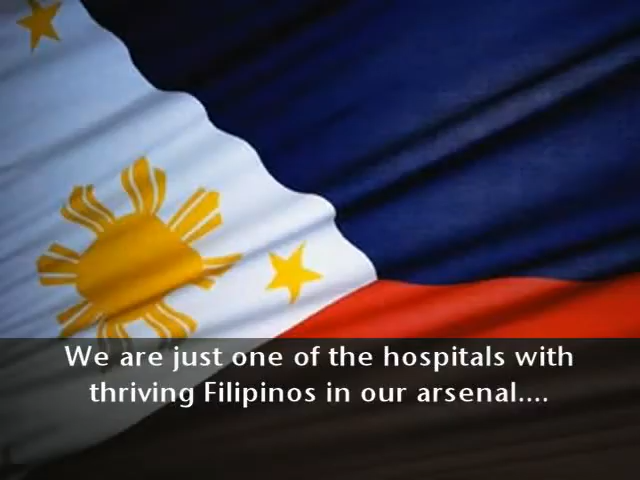 We are just one of the hospitals with
thriving Filipinos in our arsenal....